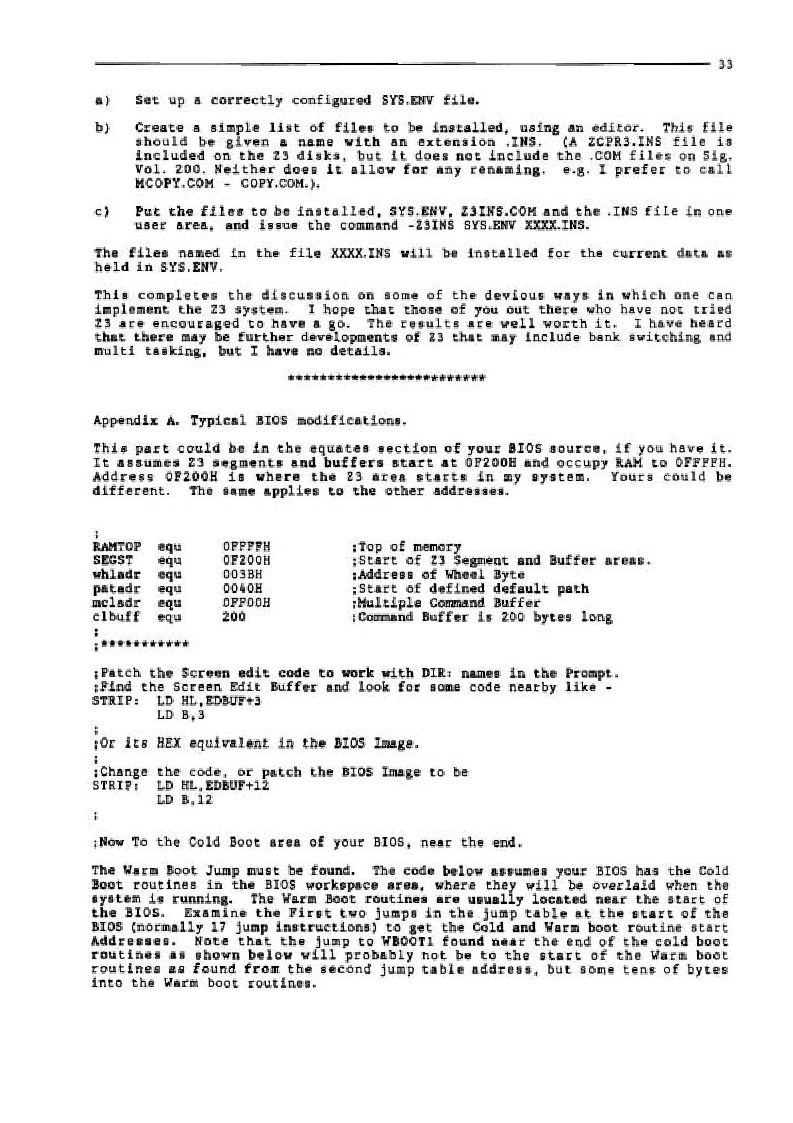 33
a) Set up a correctly configured SYS.ENV file.
b) Create a simple list of files to be installed, using an editor. This file
should be given a name with an extension .INS. (A ZCPR3.INS file is
included on the Z3 disks, but it does not include the .COM files on Sig.
Vol. 200. Neither does it allow for any renaming. e.g. I prefer to call
MCOPY.COM - COPY.COM.).
c) Put the files to be installed, SYS.ENV, Z3INS.COM and the .INS file in one
user area, and issue the command -Z3INS SYS.ENV XXXX.INS.
The files named in the file XXXX.INS will be installed for the current data as
held in SYS.ENV.
This completes the discussion on some of the devious ways in which one can
implement the Z3 system. I hope that those of you out there who have not tried
Z3 are encouraged to have a go. The results are well worth it. I have heard
that there may be further developments of Z3 that may include bank switching and
multi tasking, but I have no details.
*************************
Appendix A. Typical BIOS modifications.
This part could be in the equates section of your BIOS source, if you have it.
It assumes Z3 segments and buffers start at 0F200H and occupy RAM to 0FFFFH.
Address 0F200H is where the Z3 area starts in my system. Yours could be
different. The same applies to the other addresses.
;
RAMTOP equ 0FFFFH ;Top of memory
SEGST equ 0F200H ;Start of Z3 Segment and Buffer areas.
whladr equ 003BH ;Address of Wheel Byte
patadr equ 0040H ;Start of defined default path
mcladr equ 0FF00H ;Multiple Command Buffer
clbuff equ 200 ;Command Buffer is 200 bytes long
;
;***********
;Patch the Screen edit code to work with DIR: names in the Prompt.
;Find the Screen Edit Buffer and look for some code nearby like -
STRIP: LD HL,EDBUF+3
LD B,3
;
;Or its HEX equivalent in the BIOS Image.
;
;Change the code, or patch the BIOS Image to be
STRIP: LD HL,EDBUF+12
LD B,12
;
;Now To the Cold Boot area of your BIOS, near the end.
The Warm Boot Jump must be found. The code below assumes your BIOS has the Cold
Boot routines in the BIOS workspace area, where they will be overlaid when the
system is running. The Warm Boot routines are usually located near the start of
the BIOS. Examine the First two jumps in the jump table at the start of the
BIOS (normally 17 jump instructions) to get the Cold and Warm boot routine start
Addresses. Note that the jump to WBOOT1 found near the end of the cold boot
routines as shown below will probably not be to the start of the Warm boot
routines as found from the second jump table address, but some tens of bytes
into the Warm boot routines.